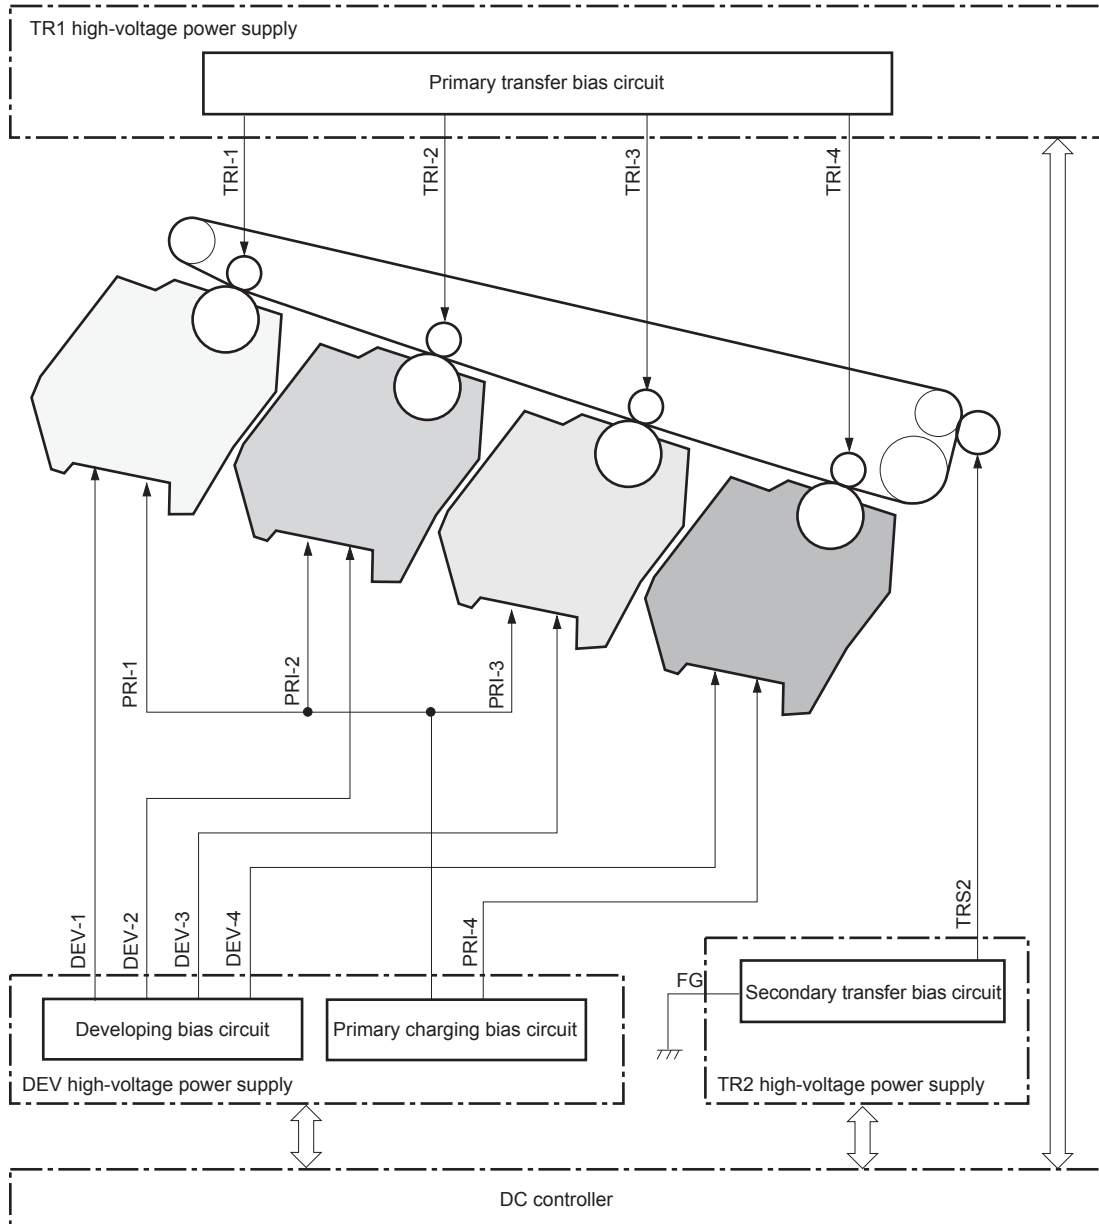 TR1 high-voltage power supply
Primary transfer bias circuit
TRI-1
TRI-2
TRI-3
TRI-4
PRI-1
PRI-2
PRI-3
DEV-1
DEV-2
DEV-3
DEV-4
PRI-4
TRS2
FG
Developing bias circuit
Primary charging bias circuit
Secondary transfer bias circuit
DEV high-voltage power supply
TR2 high-voltage power supply
DC controller